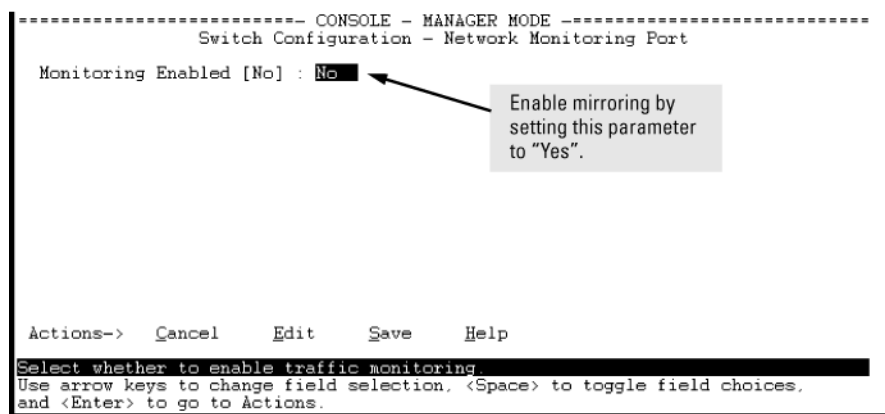 ==========================- CONSOLE - MANAGER MODE -============================
Switch Configuration - Network Monitoring Port
Monitoring Enabled [No] : No
Enable mirroring by
setting this parameter
to “Yes”.
Actions-> Cancel Edit Save Help
Select whether to enable traffic monitoring.
Use arrow keys to change field selection, <Space> to toggle field choices,
and <Enter> to go to Actions.